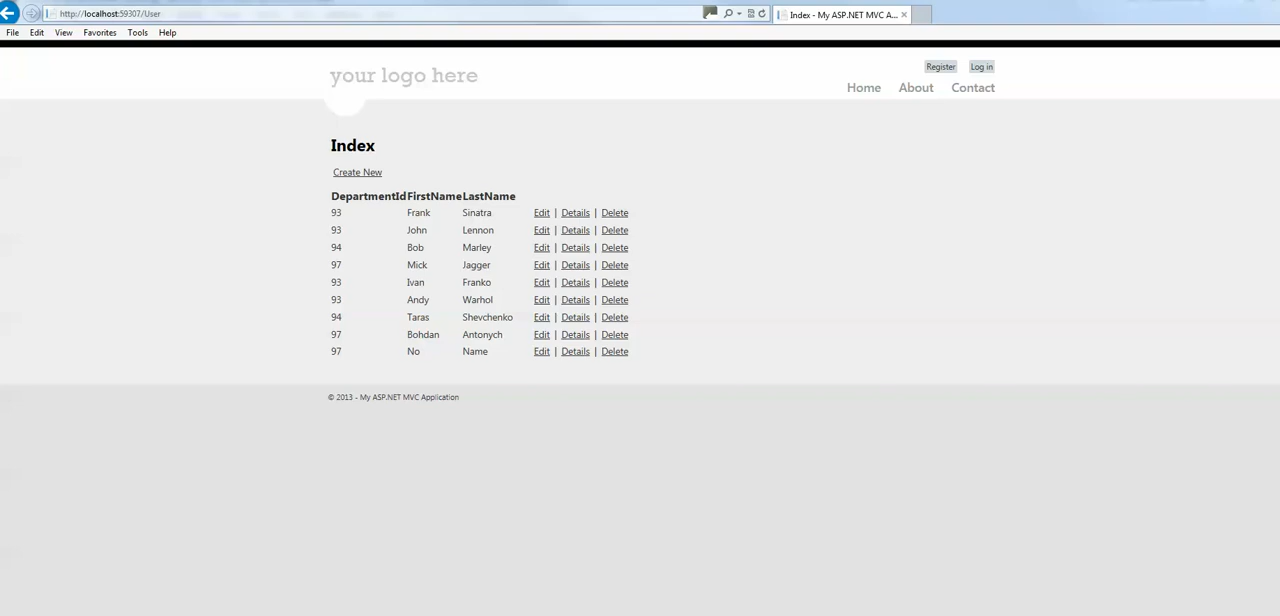 http://localhost:59307/User
Index - My ASP.NET MVC A...
File Edit View Favorites Tools Help
Register Log in
your logo here
Home About Contact
Index
Create New
DepartmentId FirstName LastName
93 Frank Sinatra Edit | Details | Delete
93 John Lennon Edit | Details | Delete
94 Bob Marley Edit | Details | Delete
97 Mick Jagger Edit | Details | Delete
93 Ivan Franko Edit | Details | Delete
93 Andy Warhol Edit | Details | Delete
94 Taras Shevchenko Edit | Details | Delete
97 Bohdan Antonych Edit | Details | Delete
97 No Name Edit | Details | Delete
© 2013 - My ASP.NET MVC Application